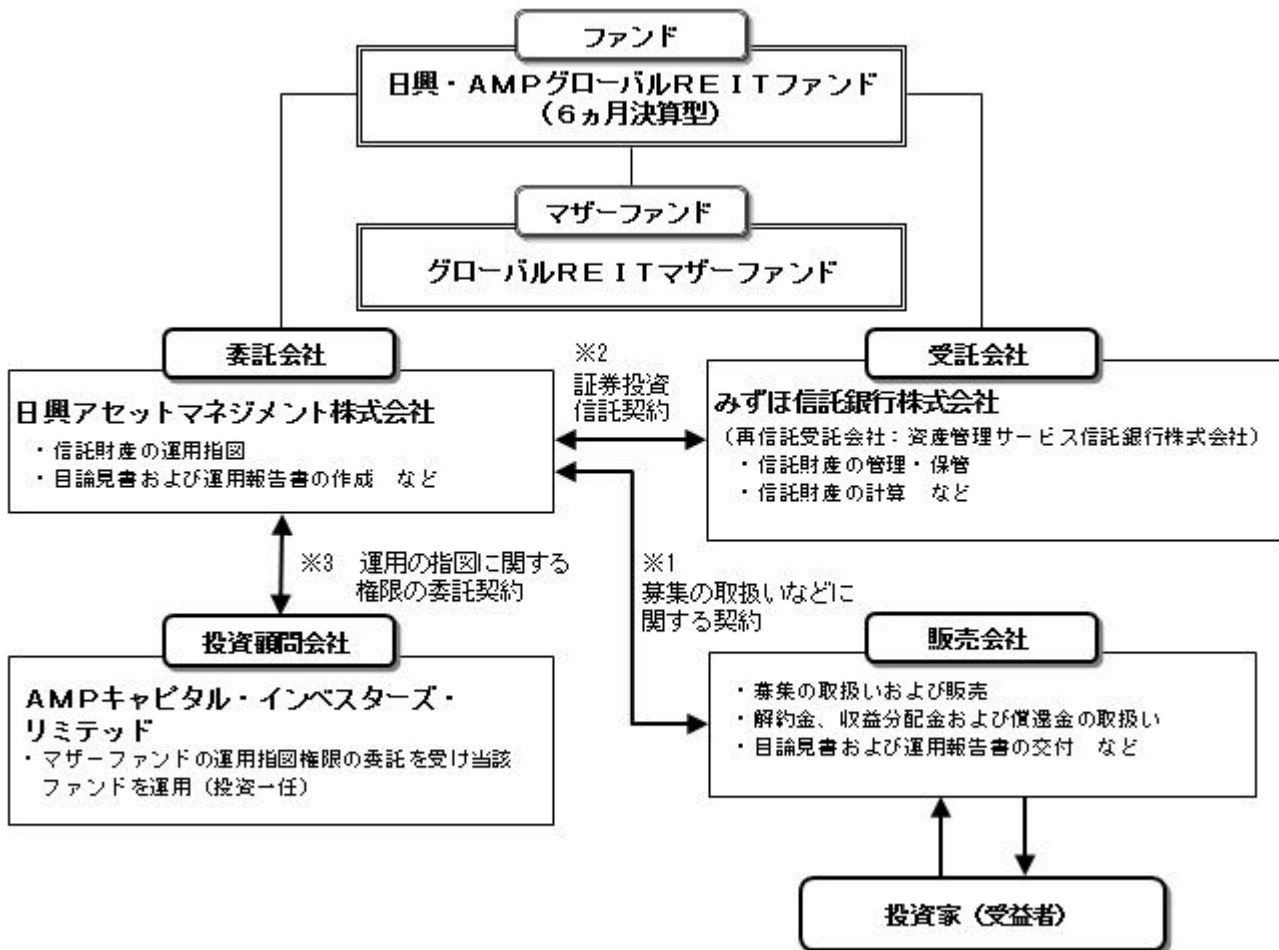 ファンド
日興・AMPグローバルREITファンド
(6ヵ月決算型)
マザーファンド
グローバルREITマザーファンド
委託会社
日興アセットマネジメント株式会社
・信託財産の運用指図
・目論見書および運用報告書の作成 など
※2
証券投資
信託契約
受託会社
みずほ信託銀行株式会社
(再信託受託会社:資産管理サービス信託銀行株式会社)
・信託財産の管理・保管
・信託財産の計算 など
※3 運用の指図に関する
権限の委託契約
※1
募集の取扱いなどに
関する契約
投資顧問会社
AMPキャピタル・インベスターズ・
リミテッド
・マザーファンドの運用指図権限の委託を受け当該
ファンドを運用(投資一任)
販売会社
・募集の取扱いおよび販売
・解約金、収益分配金および償還金の取扱い
・目論見書および運用報告書の交付 など
投資家(受益者)